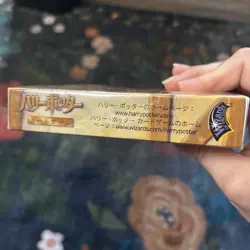 ハリー・ポッター
ハリー・ポッターのホームページ：
www.harrypotter.com
ハリー・ポッター カードゲームのホーム
ページ：www.wizards.com/harrypotter